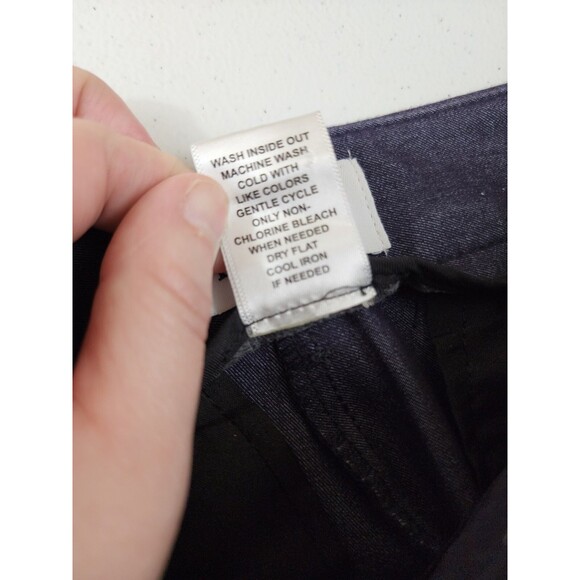 WASH INSIDE OUT
MACHINE WASH
COLD WITH
LIKE COLORS
GENTLE CYCLE
ONLY NON-
CHLORINE BLEACH
WHEN NEEDED
DRY FLAT
COOL IRON
IF NEEDED